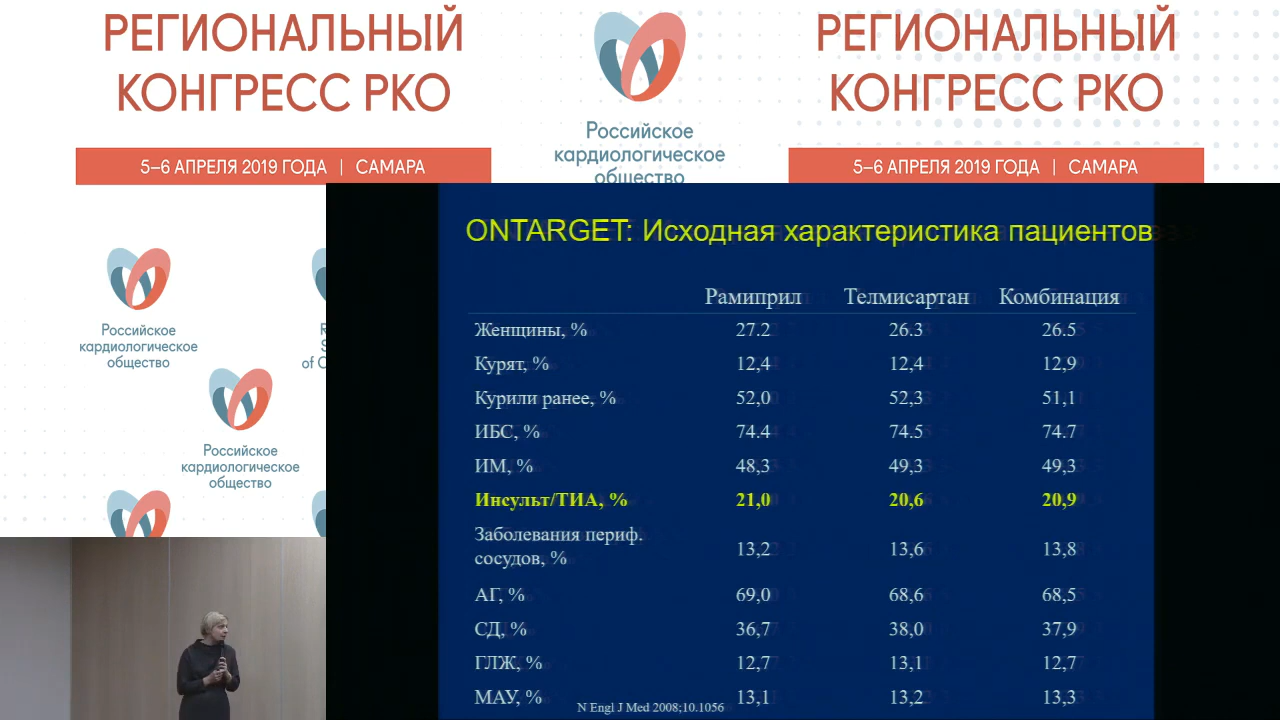 РЕГИОНАЛЬНЫЙ
КОНГРЕСС РКО
5–6 АПРЕЛЯ 2019 ГОДА | САМАРА
Российское
кардиологическое
общество
РЕГИОНАЛЬНЫЙ
КОНГРЕСС РКО
5–6 АПРЕЛЯ 2019 ГОДА | САМАРА
Российское
кардиологическое
общество
R
S
of C
Российское
кардиологическое
общество
ONTARGET: Исходная характеристика пациентов
Рамиприл Телмисартан Комбинация
Женщины, % 27.2 26.3 26.5
Курят, % 12,4 12,4 12,9
Курили ранее, % 52,0 52,3 51,1
ИБС, % 74.4 74.5 74.7
ИМ, % 48,3 49,3 49,3
Инсульт/ТИА, % 21,0 20,6 20,9
Заболевания периф.
сосудов, % 13,2 13,6 13,8
АГ, % 69,0 68,6 68,5
СД, % 36,7 38,0 37,9
ГЛЖ, % 12,7 13,1 12,7
МАУ, % 13,1 13,2 13,3
N Engl J Med 2008;10.1056